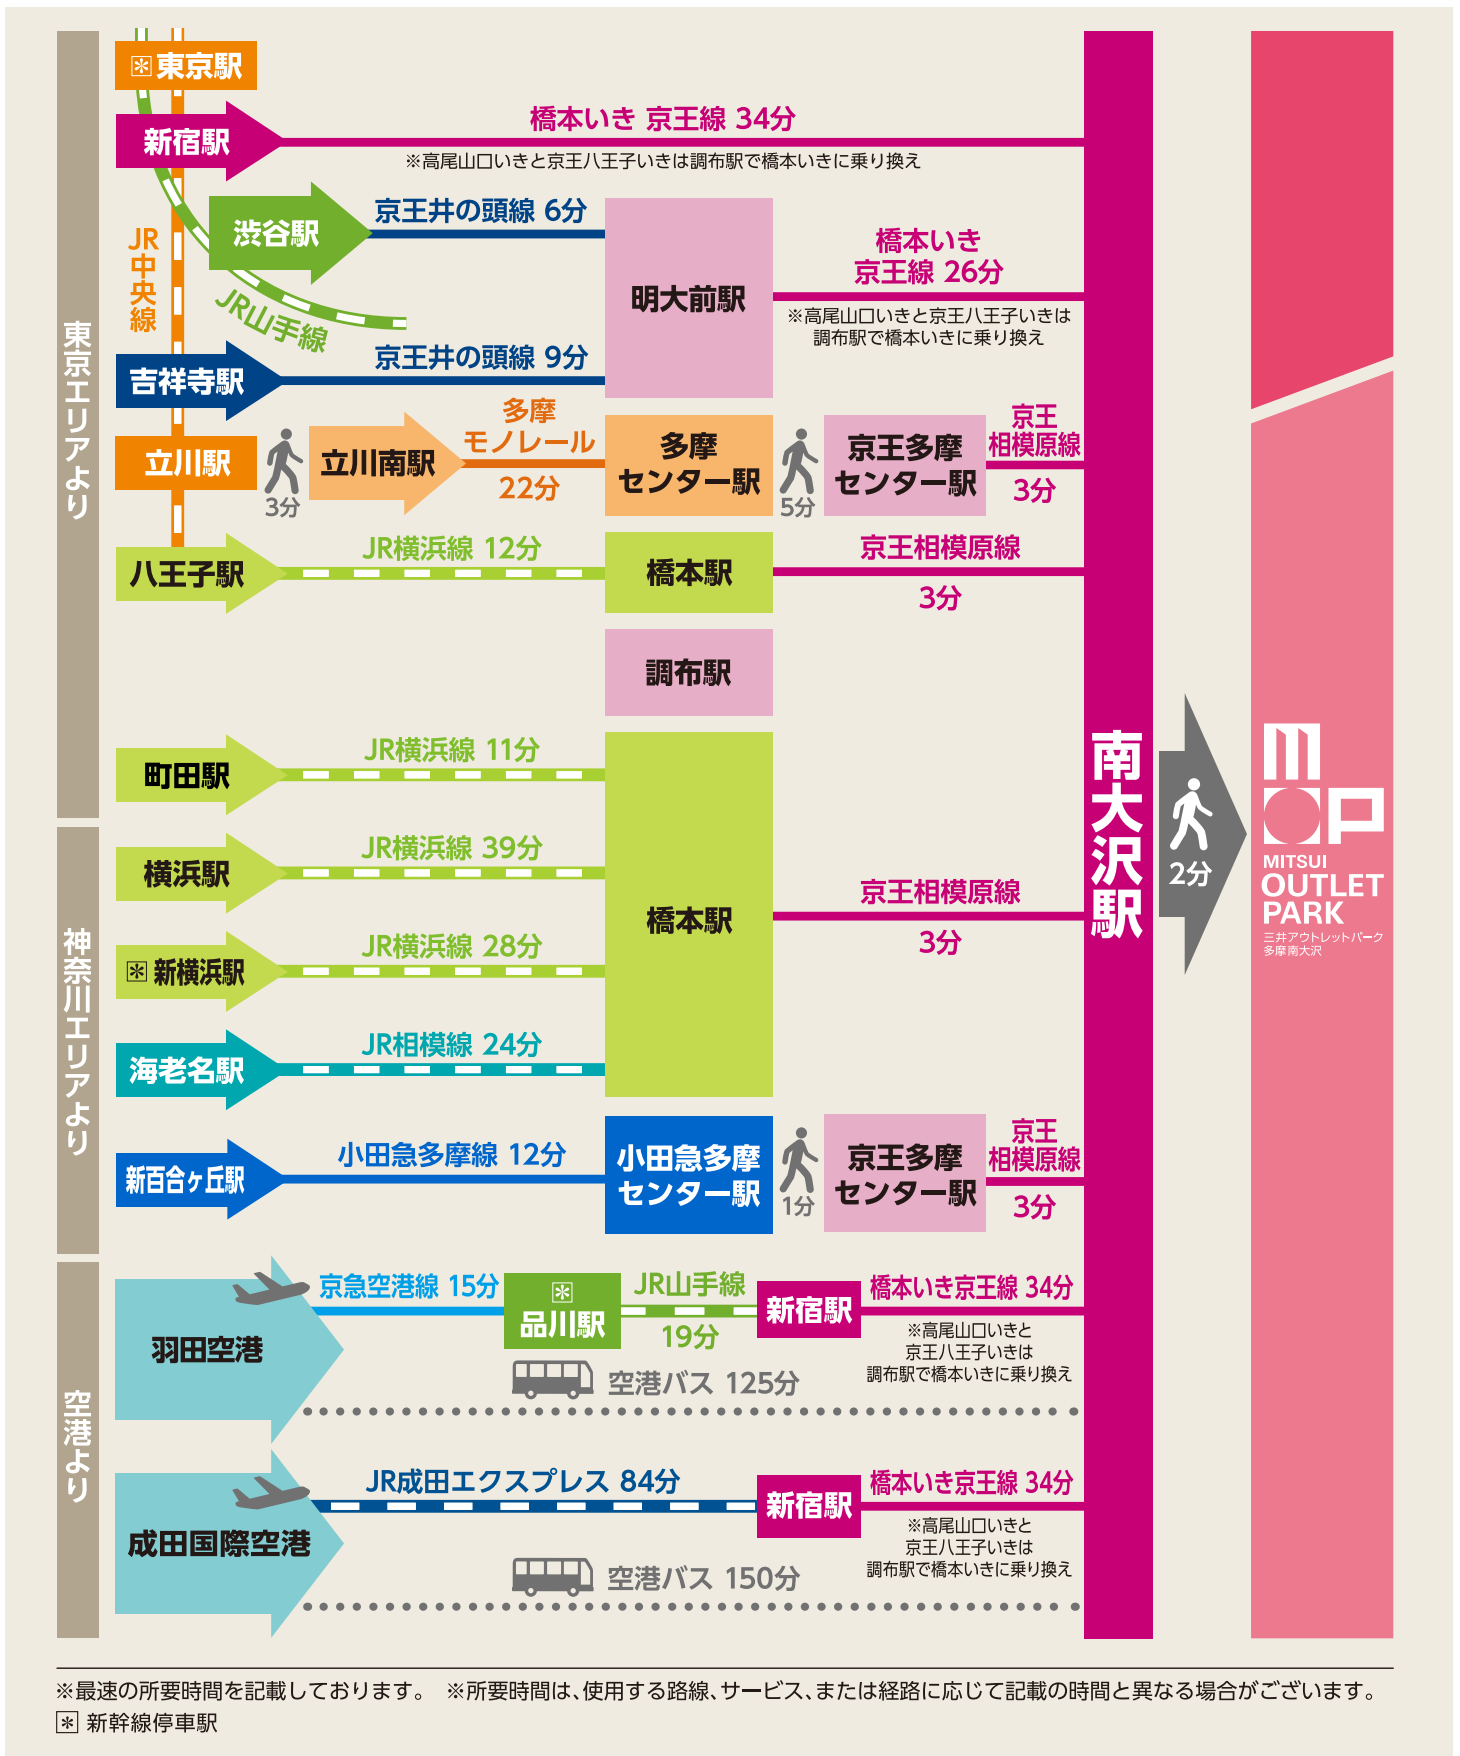 東京エリアより
神奈川エリアより
空港より
東京駅
新宿駅
橋本いき 京王線 34分
※高尾山口いきと京王八王子いきは調布駅で橋本いきに乗り換え
渋谷駅
京王井の頭線 6分
JR中央線
JR山手線
明大前駅
橋本いき
京王線 26分
※高尾山口いきと京王八王子いきは
調布駅で橋本いきに乗り換え
吉祥寺駅
京王井の頭線 9分
立川駅
3分
立川南駅
多摩
モノレール
22分
多摩
センター駅
5分
京王多摩
センター駅
京王
相模原線
3分
八王子駅
JR横浜線 12分
橋本駅
京王相模原線
3分
調布駅
町田駅
JR横浜線 11分
横浜駅
JR横浜線 39分
新横浜駅
JR横浜線 28分
海老名駅
JR相模線 24分
橋本駅
京王相模原線
3分
新百合ヶ丘駅
小田急多摩線 12分
小田急多摩
センター駅
1分
京王多摩
センター駅
京王
相模原線
3分
羽田空港
京急空港線 15分
品川駅
JR山手線
19分
新宿駅
橋本いき京王線 34分
※高尾山口いきと
京王八王子いきは
調布駅で橋本いきに乗り換え
空港バス 125分
成田国際空港
JR成田エクスプレス 84分
新宿駅
橋本いき京王線 34分
※高尾山口いきと
京王八王子いきは
調布駅で橋本いきに乗り換え
空港バス 150分
南大沢駅
2分
MOP
MITSUI
OUTLET
PARK
三井アウトレットパーク
多摩南大沢
※最速の所要時間を記載しております。 ※所要時間は、使用する路線、サービス、または経路に応じて記載の時間と異なる場合がございます。
新幹線停車駅